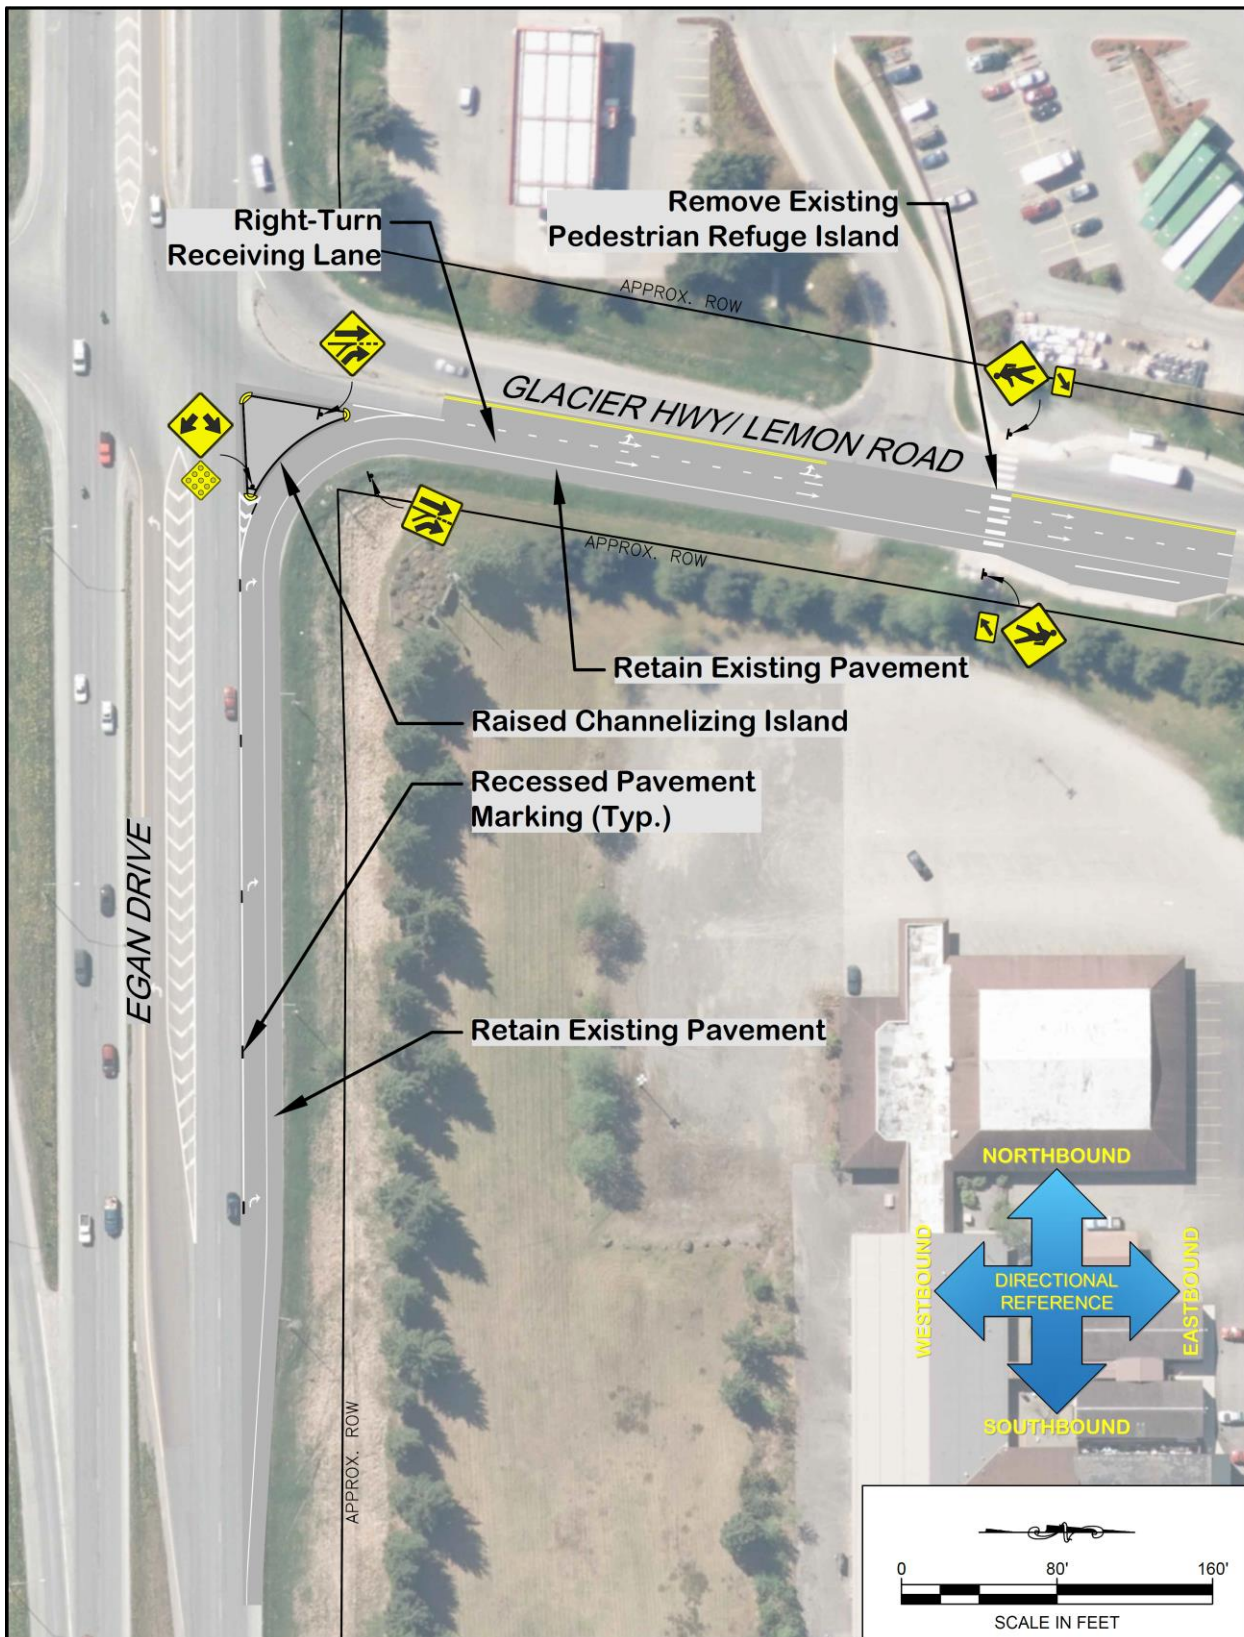 Right-Turn
Receiving Lane
Remove Existing
Pedestrian Refuge Island
APPROX. ROW
GLACIER HWY/ LEMON ROAD
APPROX. ROW
Retain Existing Pavement
Raised Channelizing Island
Recessed Pavement
Marking (Typ.)
EGAN DRIVE
Retain Existing Pavement
APPROX. ROW
NORTHBOUND
WESTBOUND
DIRECTIONAL
REFERENCE
EASTBOUND
SOUTHBOUND
0 80' 160'
SCALE IN FEET